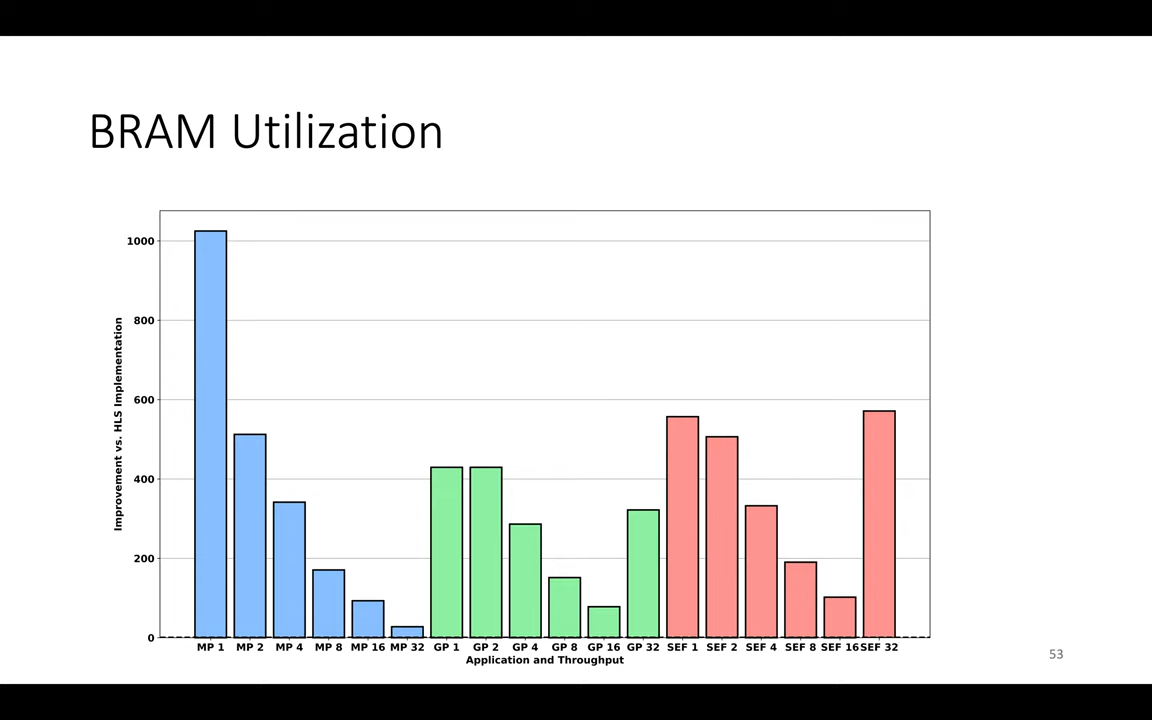 BRAM Utilization
Improvement vs. HLS Implementation
1000
800
600
400
200
0
MP 1 MP 2 MP 4 MP 8 MP 16 MP 32 GP 1 GP 2 GP 4 GP 8 GP 16 GP 32 SEF 1 SEF 2 SEF 4 SEF 8 SEF 16 SEF 32
Application and Throughput
53